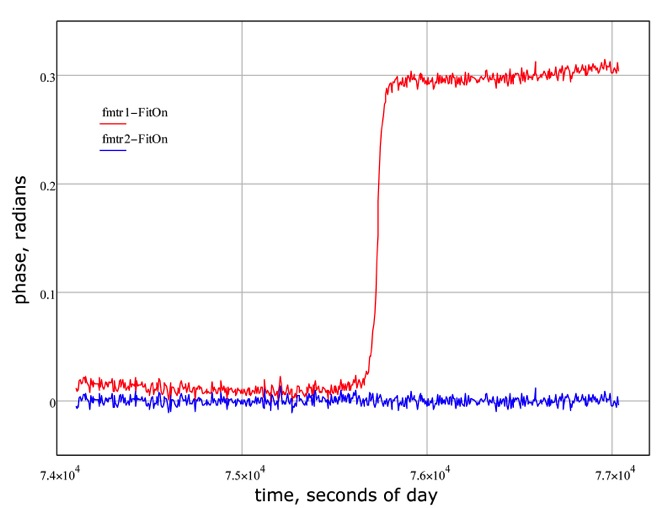 0.3
fmtr1−FitOn
fmtr2−FitOn
0.2
phase, radians
0.1
0
7.4×10⁴ 7.5×10⁴ 7.6×10⁴ 7.7×10⁴
time, seconds of day